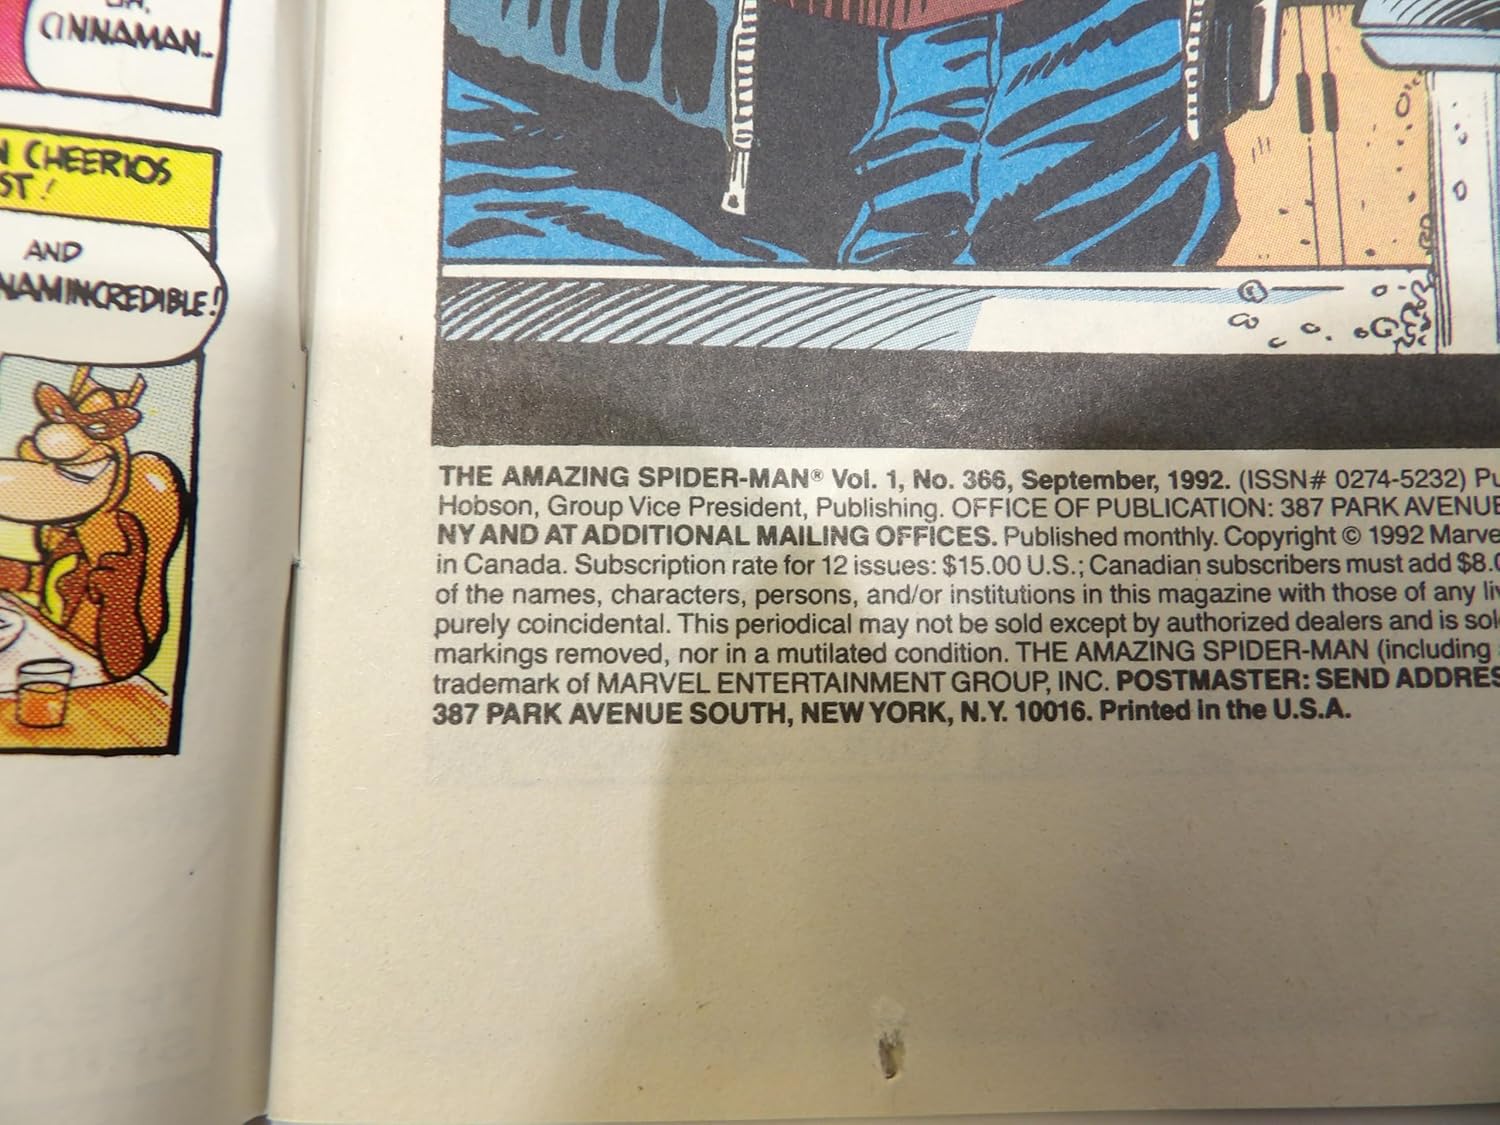 CINNAMAN..
CHEERIOS
AND
THE AMAZING SPIDER-MAN® Vol. 1, No. 366, September, 1992. (ISSN# 0274-5232)
Hobson, Group Vice President, Publishing. OFFICE OF PUBLICATION: 387 PARK AVENUE
NY AND AT ADDITIONAL MAILING OFFICES. Published monthly. Copyright © 1992
in Canada. Subscription rate for 12 issues: $15.00 U.S.; Canadian subscribers must add
of the names, characters, persons, and/or institutions in this magazine with those of any
purely coincidental. This periodical may not be sold except by authorized dealers and is
markings removed, nor in a mutilated condition. THE AMAZING SPIDER-MAN (including
trademark of MARVEL ENTERTAINMENT GROUP, INC. POSTMASTER: SEND
387 PARK AVENUE SOUTH, NEW YORK, N.Y. 10016. Printed in the U.S.A.